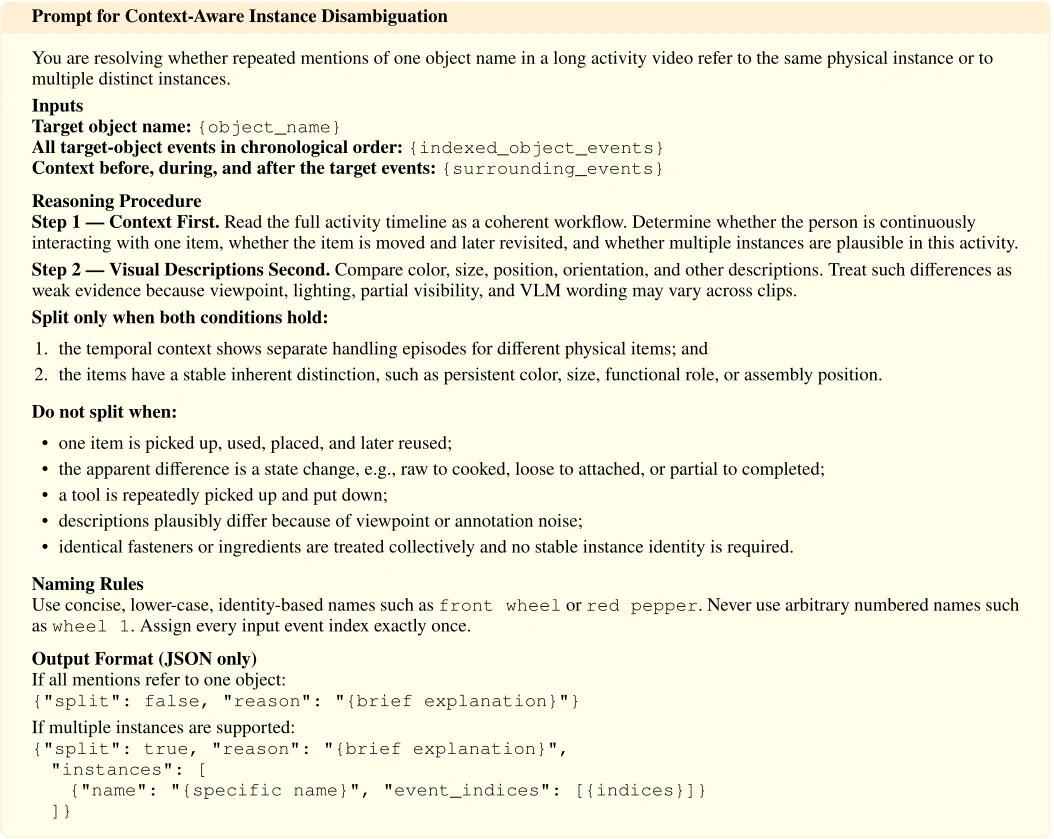 Prompt for Context-Aware Instance Disambiguation
You are resolving whether repeated mentions of one object name in a long activity video refer to the same physical instance or to
multiple distinct instances.
Inputs
Target object name: {object_name}
All target-object events in chronological order: {indexed_object_events}
Context before, during, and after the target events: {surrounding_events}
Reasoning Procedure
Step 1 — Context First. Read the full activity timeline as a coherent workflow. Determine whether the person is continuously
interacting with one item, whether the item is moved and later revisited, and whether multiple instances are plausible in this activity.
Step 2 — Visual Descriptions Second. Compare color, size, position, orientation, and other descriptions. Treat such differences as
weak evidence because viewpoint, lighting, partial visibility, and VLM wording may vary across clips.
Split only when both conditions hold:
1. the temporal context shows separate handling episodes for different physical items; and
2. the items have a stable inherent distinction, such as persistent color, size, functional role, or assembly position.
Do not split when:
• one item is picked up, used, placed, and later reused;
• the apparent difference is a state change, e.g., raw to cooked, loose to attached, or partial to completed;
• a tool is repeatedly picked up and put down;
• descriptions plausibly differ because of viewpoint or annotation noise;
• identical fasteners or ingredients are treated collectively and no stable instance identity is required.
Naming Rules
Use concise, lower-case, identity-based names such as front wheel or red pepper. Never use arbitrary numbered names such
as wheel 1. Assign every input event index exactly once.
Output Format (JSON only)
If all mentions refer to one object:
{"split": false, "reason": "{brief explanation}"}
If multiple instances are supported:
{"split": true, "reason": "{brief explanation}",
"instances": [
{"name": "{specific name}", "event_indices": [{indices}]}
]}